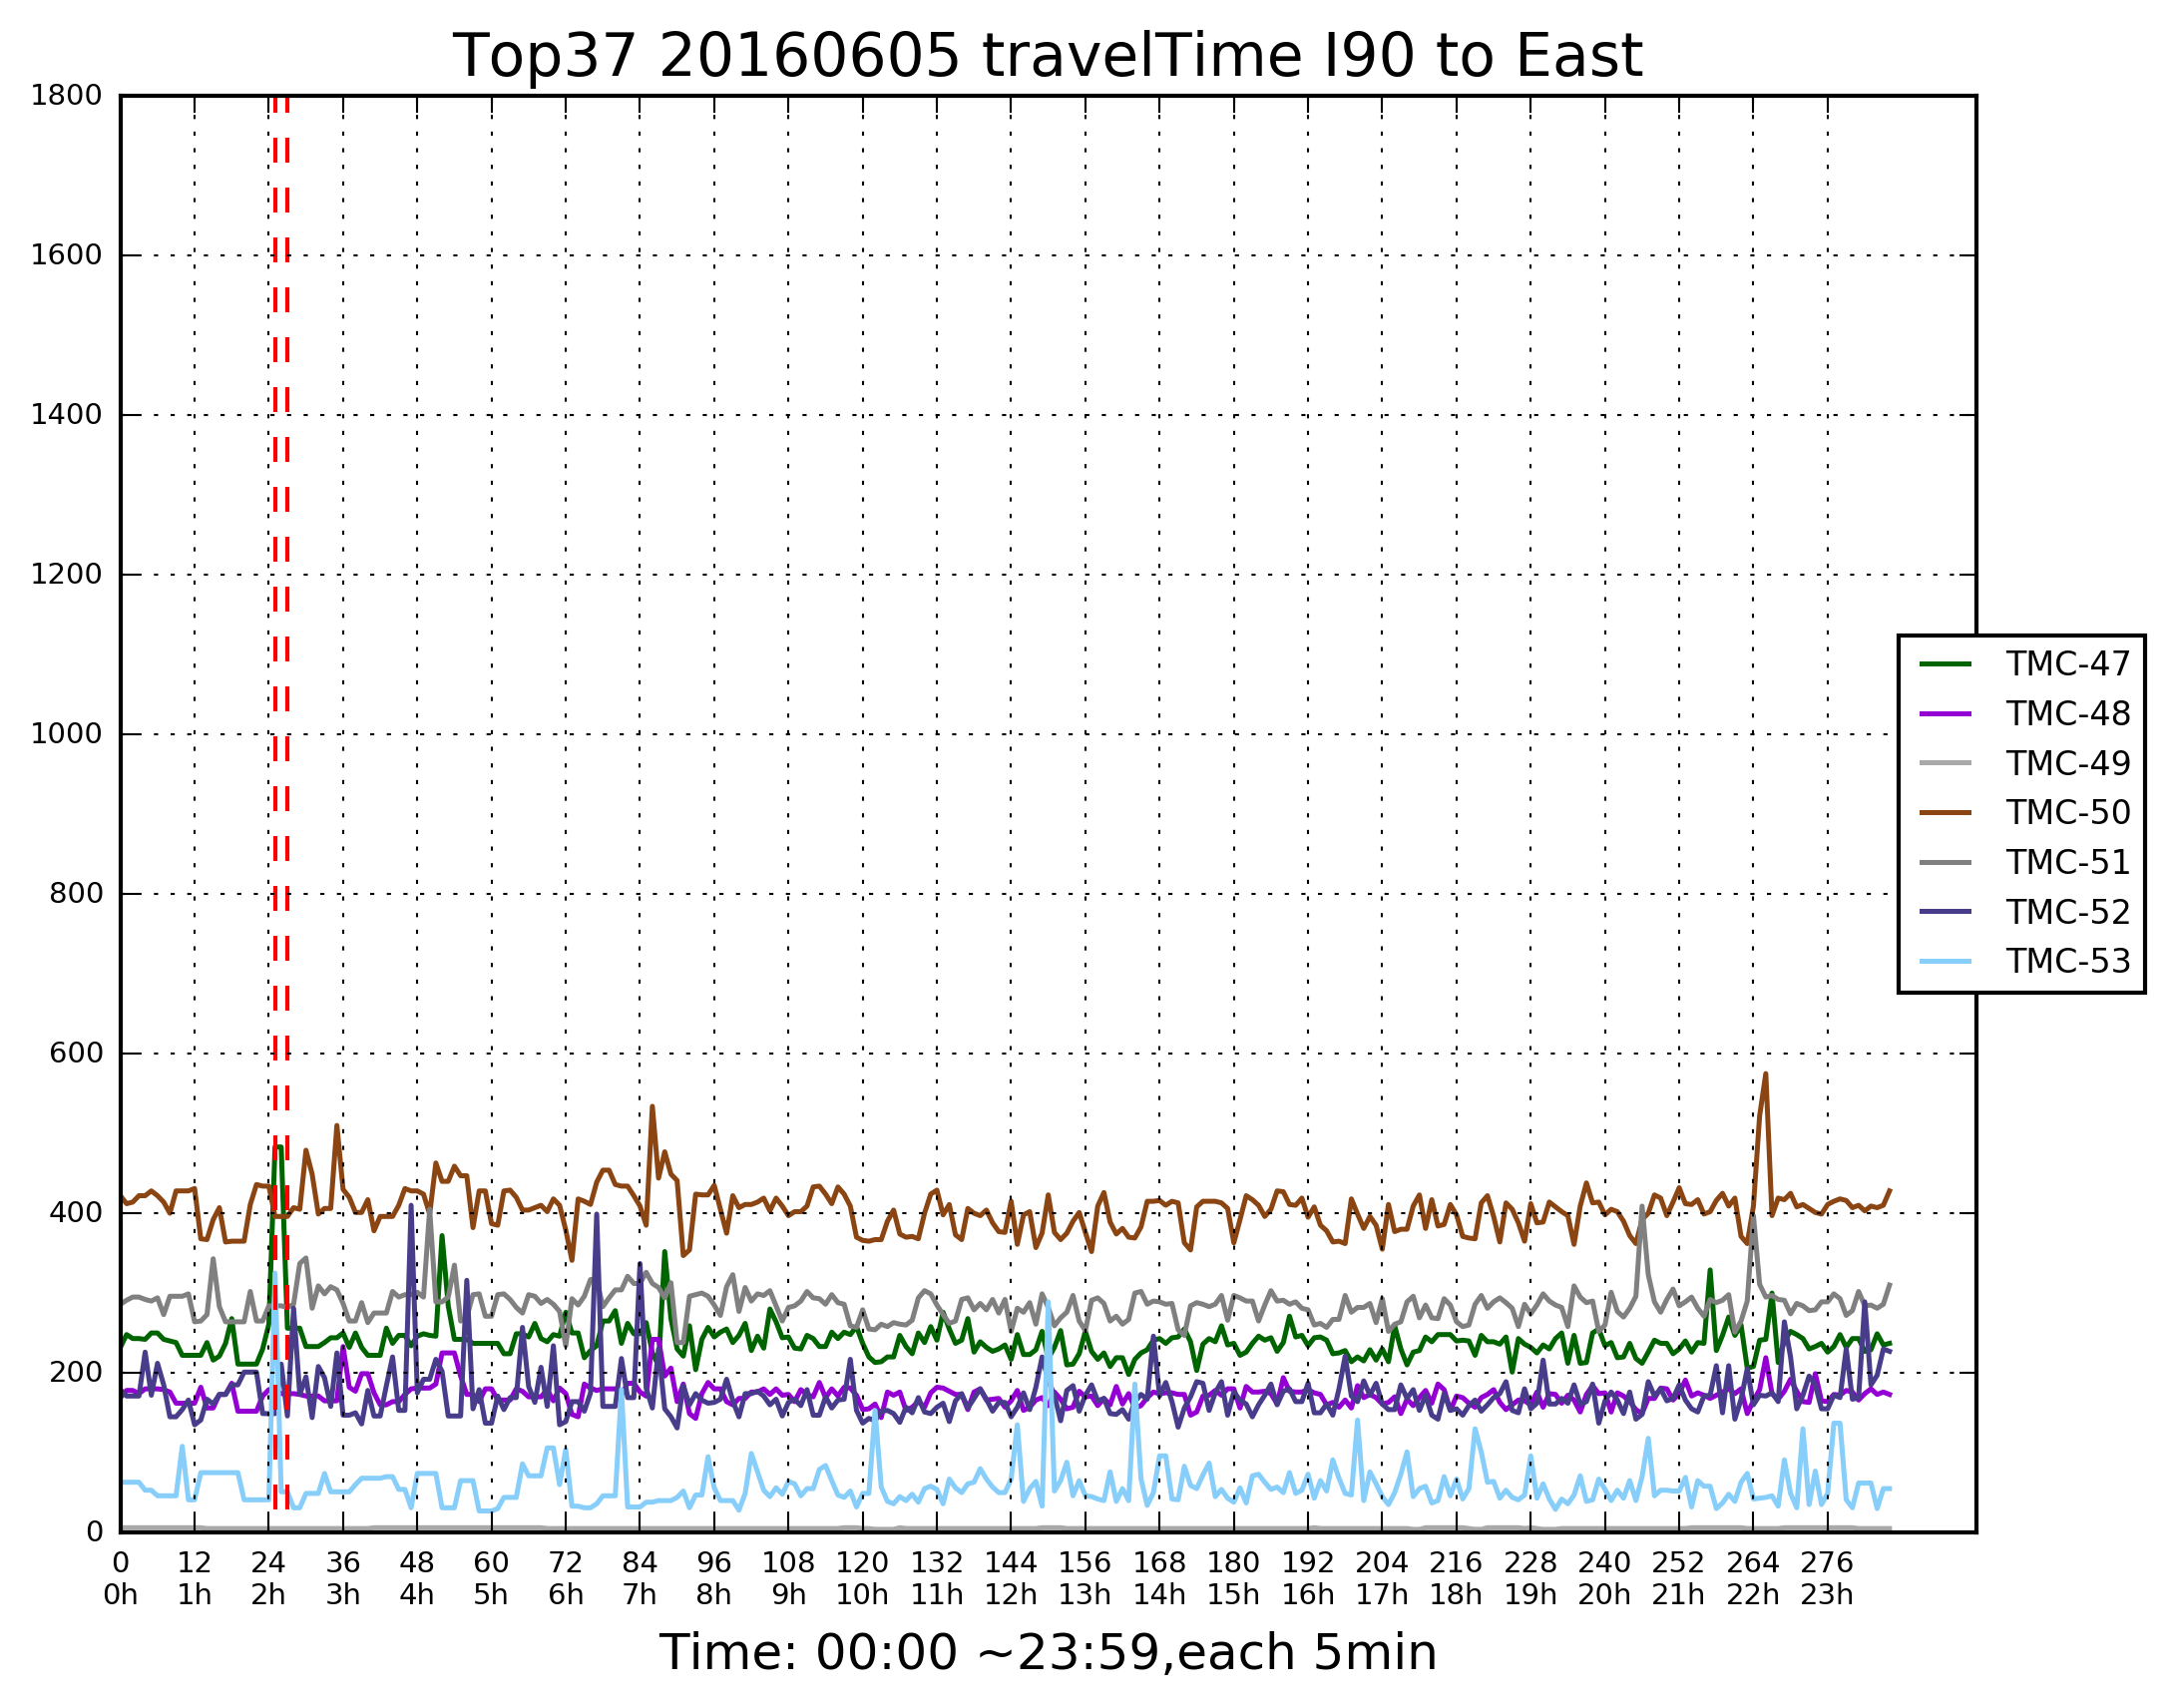 Top37 20160605 travelTime I90 to East
1800
1600
1400
1200
1000
800
600
400
200
0
TMC-47
TMC-48
TMC-49
TMC-50
TMC-51
TMC-52
TMC-53
0 12 24 36 48 60 72 84 96 108 120 132 144 156 168 180 192 204 216 228 240 252 264 276
0h 1h 2h 3h 4h 5h 6h 7h 8h 9h 10h 11h 12h 13h 14h 15h 16h 17h 18h 19h 20h 21h 22h 23h
Time: 00:00 ~23:59,each 5min